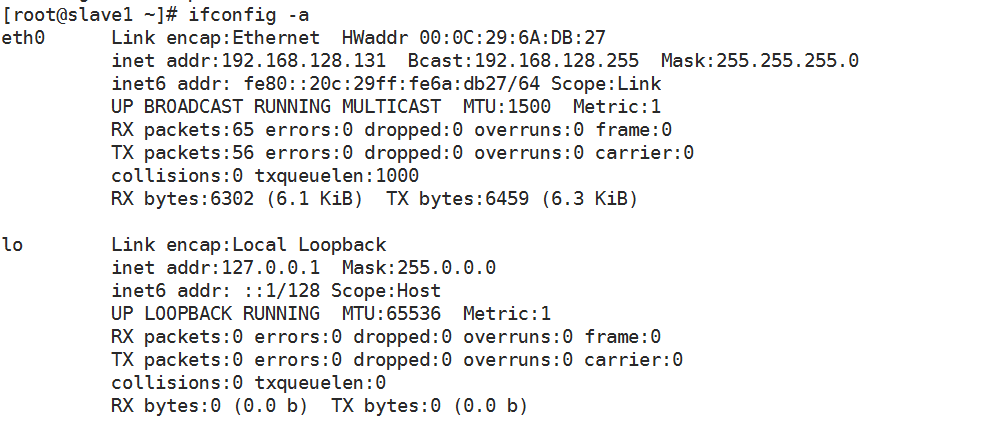 [root@slave1 ~]# ifconfig -a
eth0      Link encap:Ethernet  HWaddr 00:0C:29:6A:DB:27
          inet addr:192.168.128.131  Bcast:192.168.128.255  Mask:255.255.255.0
          inet6 addr: fe80::20c:29ff:fe6a:db27/64 Scope:Link
          UP BROADCAST RUNNING MULTICAST  MTU:1500  Metric:1
          RX packets:65 errors:0 dropped:0 overruns:0 frame:0
          TX packets:56 errors:0 dropped:0 overruns:0 carrier:0
          collisions:0 txqueuelen:1000
          RX bytes:6302 (6.1 KiB)  TX bytes:6459 (6.3 KiB)

lo        Link encap:Local Loopback
          inet addr:127.0.0.1  Mask:255.0.0.0
          inet6 addr: ::1/128 Scope:Host
          UP LOOPBACK RUNNING  MTU:65536  Metric:1
          RX packets:0 errors:0 dropped:0 overruns:0 frame:0
          TX packets:0 errors:0 dropped:0 overruns:0 carrier:0
          collisions:0 txqueuelen:0
          RX bytes:0 (0.0 b)  TX bytes:0 (0.0 b)